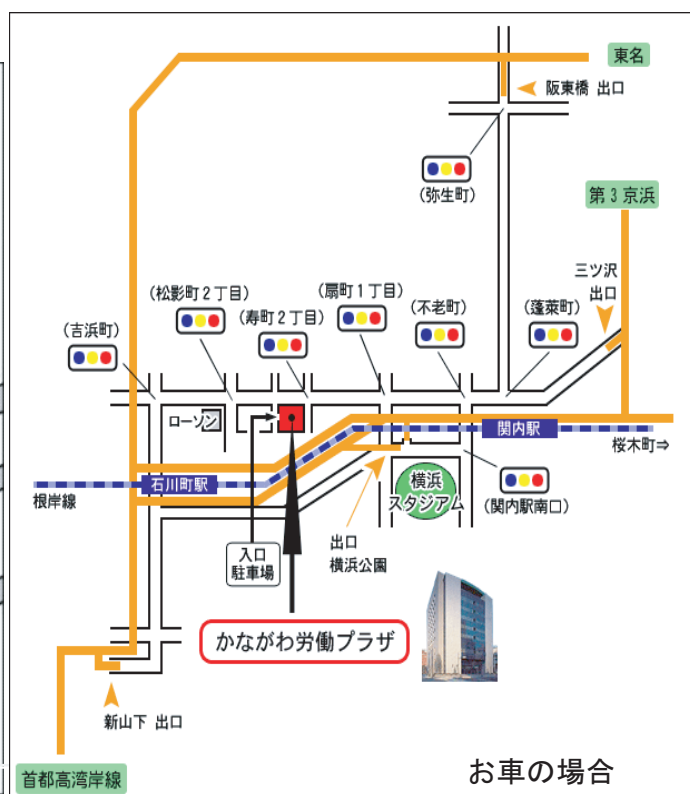 東名
阪東橋 出口
(弥生町)
第３京浜
三ツ沢
出口
(松影町２丁目)
(扇町１丁目)
(寿町２丁目)
(不老町)
(蓬萊町)
(吉浜町)
ローソン
関内駅
桜木町⇒
石川町駅
根岸線
横浜
スタジアム
(関内駅南口)
出口
横浜公園
入口
駐車場
かながわ労働プラザ
新山下 出口
首都高湾岸線
お車の場合